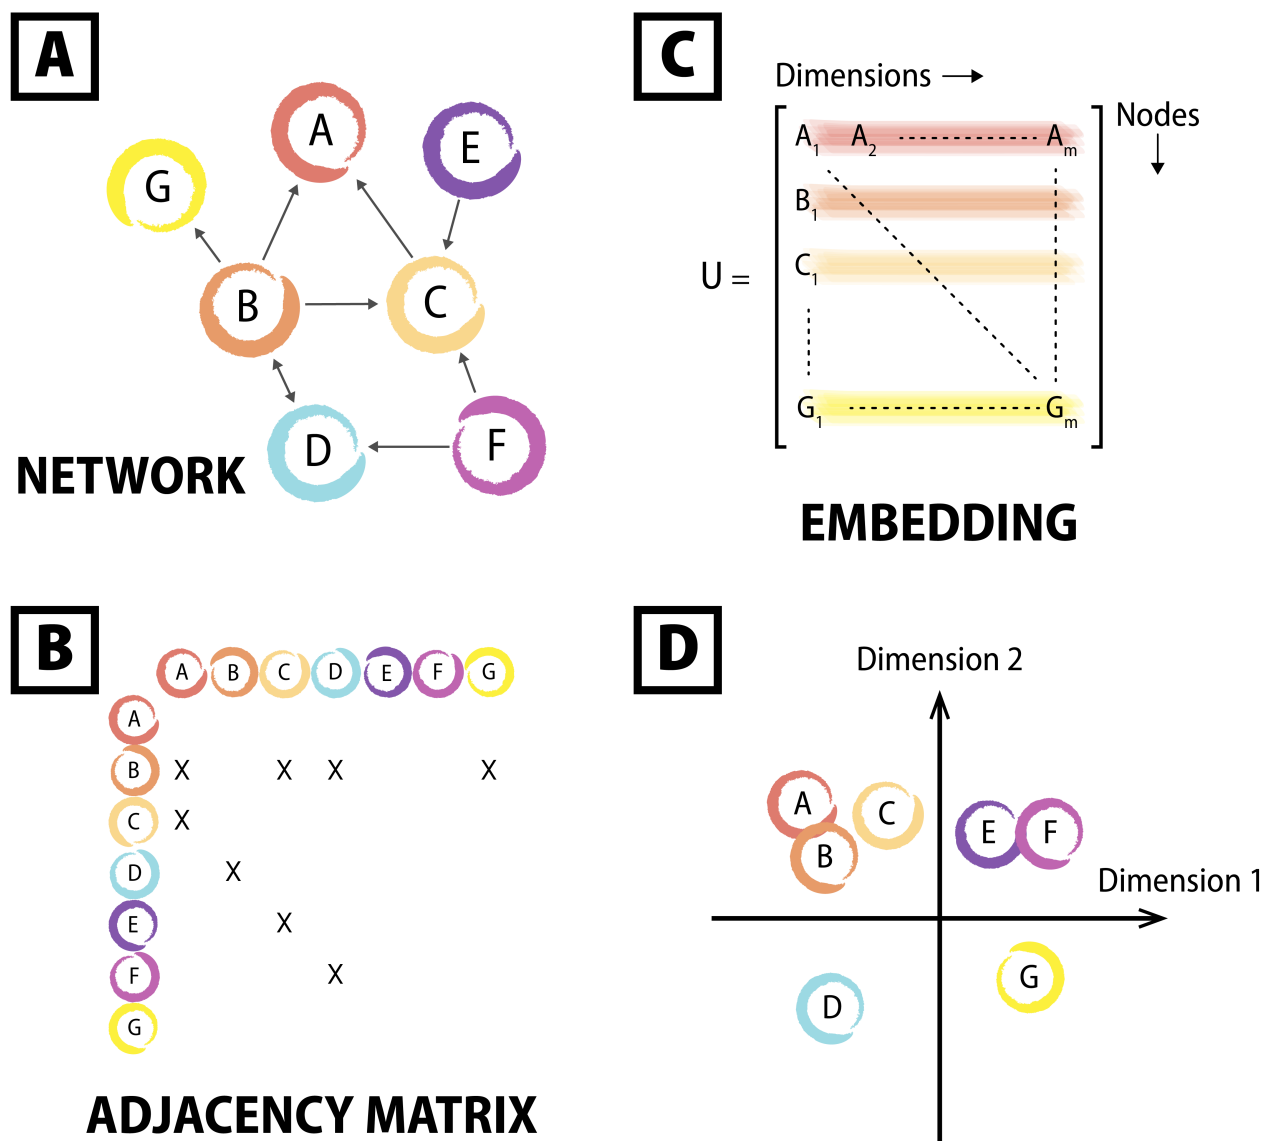 A
A
E
G
B
C
D
F
NETWORK
C
Dimensions
Nodes
A1 A2 Am
B1
C1
U =
G1 Gm
EMBEDDING
B
A B C D E F G
A
B X X X X
C X
D X
E X
F X
G
ADJACENCY MATRIX
D
Dimension 2
A
C
B
E
F
Dimension 1
G
D